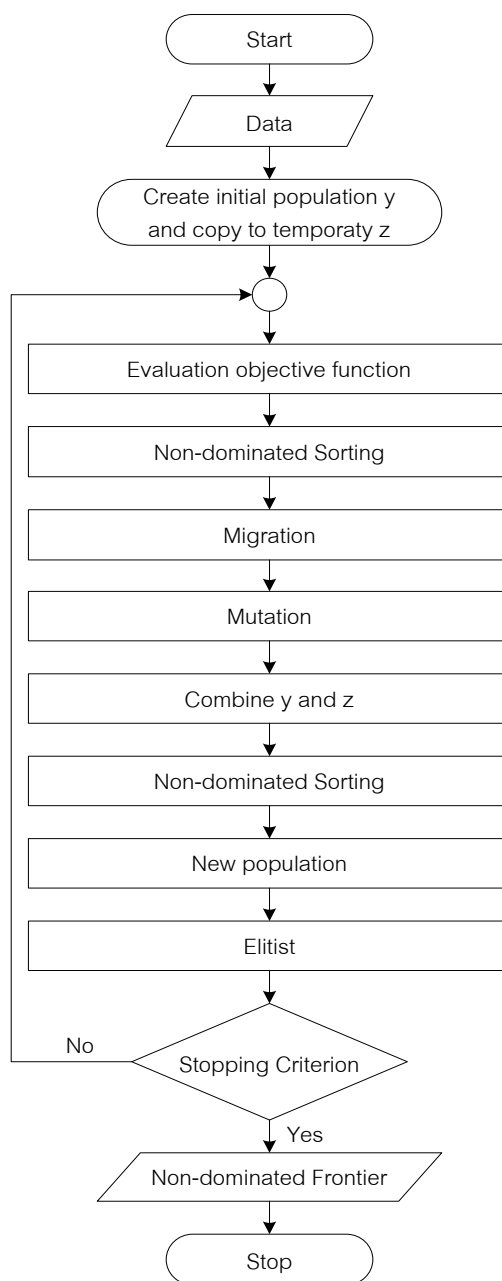 Start
Data
Create initial population y
and copy to temporaty z
Evaluation objective function
Non-dominated Sorting
Migration
Mutation
Combine y and z
Non-dominated Sorting
New population
Elitist
No
Stopping Criterion
Yes
Non-dominated Frontier
Stop